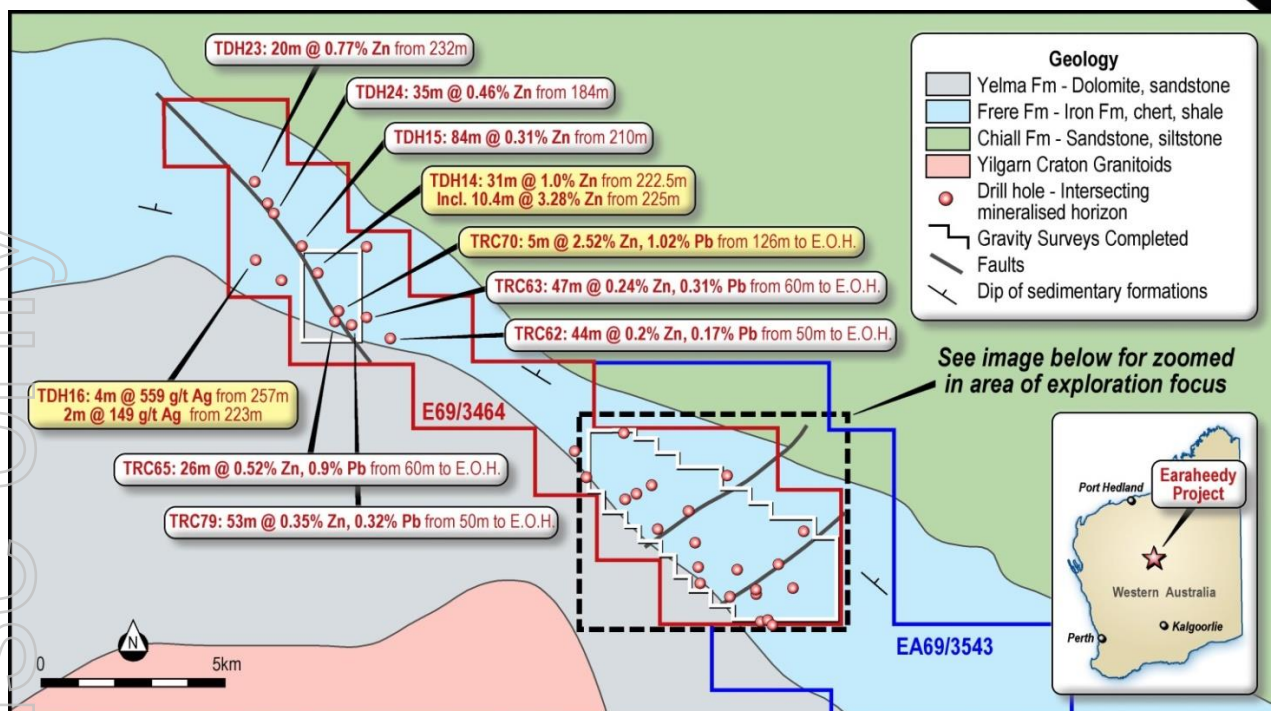 TDH23: 20m @ 0.77% Zn from 232m
TDH24: 35m @ 0.46% Zn from 184m
TDH15: 84m @ 0.31% Zn from 210m
TDH14: 31m @ 1.0% Zn from 222.5m
Incl. 10.4m @ 3.28% Zn from 225m
TRC70: 5m @ 2.52% Zn, 1.02% Pb from 126m to E.O.H.
TRC63: 47m @ 0.24% Zn, 0.31% Pb from 60m to E.O.H.
TRC62: 44m @ 0.2% Zn, 0.17% Pb from 50m to E.O.H.
TDH16: 4m @ 559 g/t Ag from 257m
2m @ 149 g/t Ag from 223m
TRC65: 26m @ 0.52% Zn, 0.9% Pb from 60m to E.O.H.
TRC79: 53m @ 0.35% Zn, 0.32% Pb from 50m to E.O.H.
E69/3464
EA69/3543
Geology
Yelma Fm - Dolomite, sandstone
Frere Fm - Iron Fm, chert, shale
Chiall Fm - Sandstone, siltstone
Yilgarn Craton Granitoids
Drill hole - Intersecting
mineralised horizon
Gravity Surveys Completed
Faults
Dip of sedimentary formations
See image below for zoomed
in area of exploration focus
Earaheedy
Project
Port Hedland
Western Australia
Kalgoorlie
Perth
N
0 5km